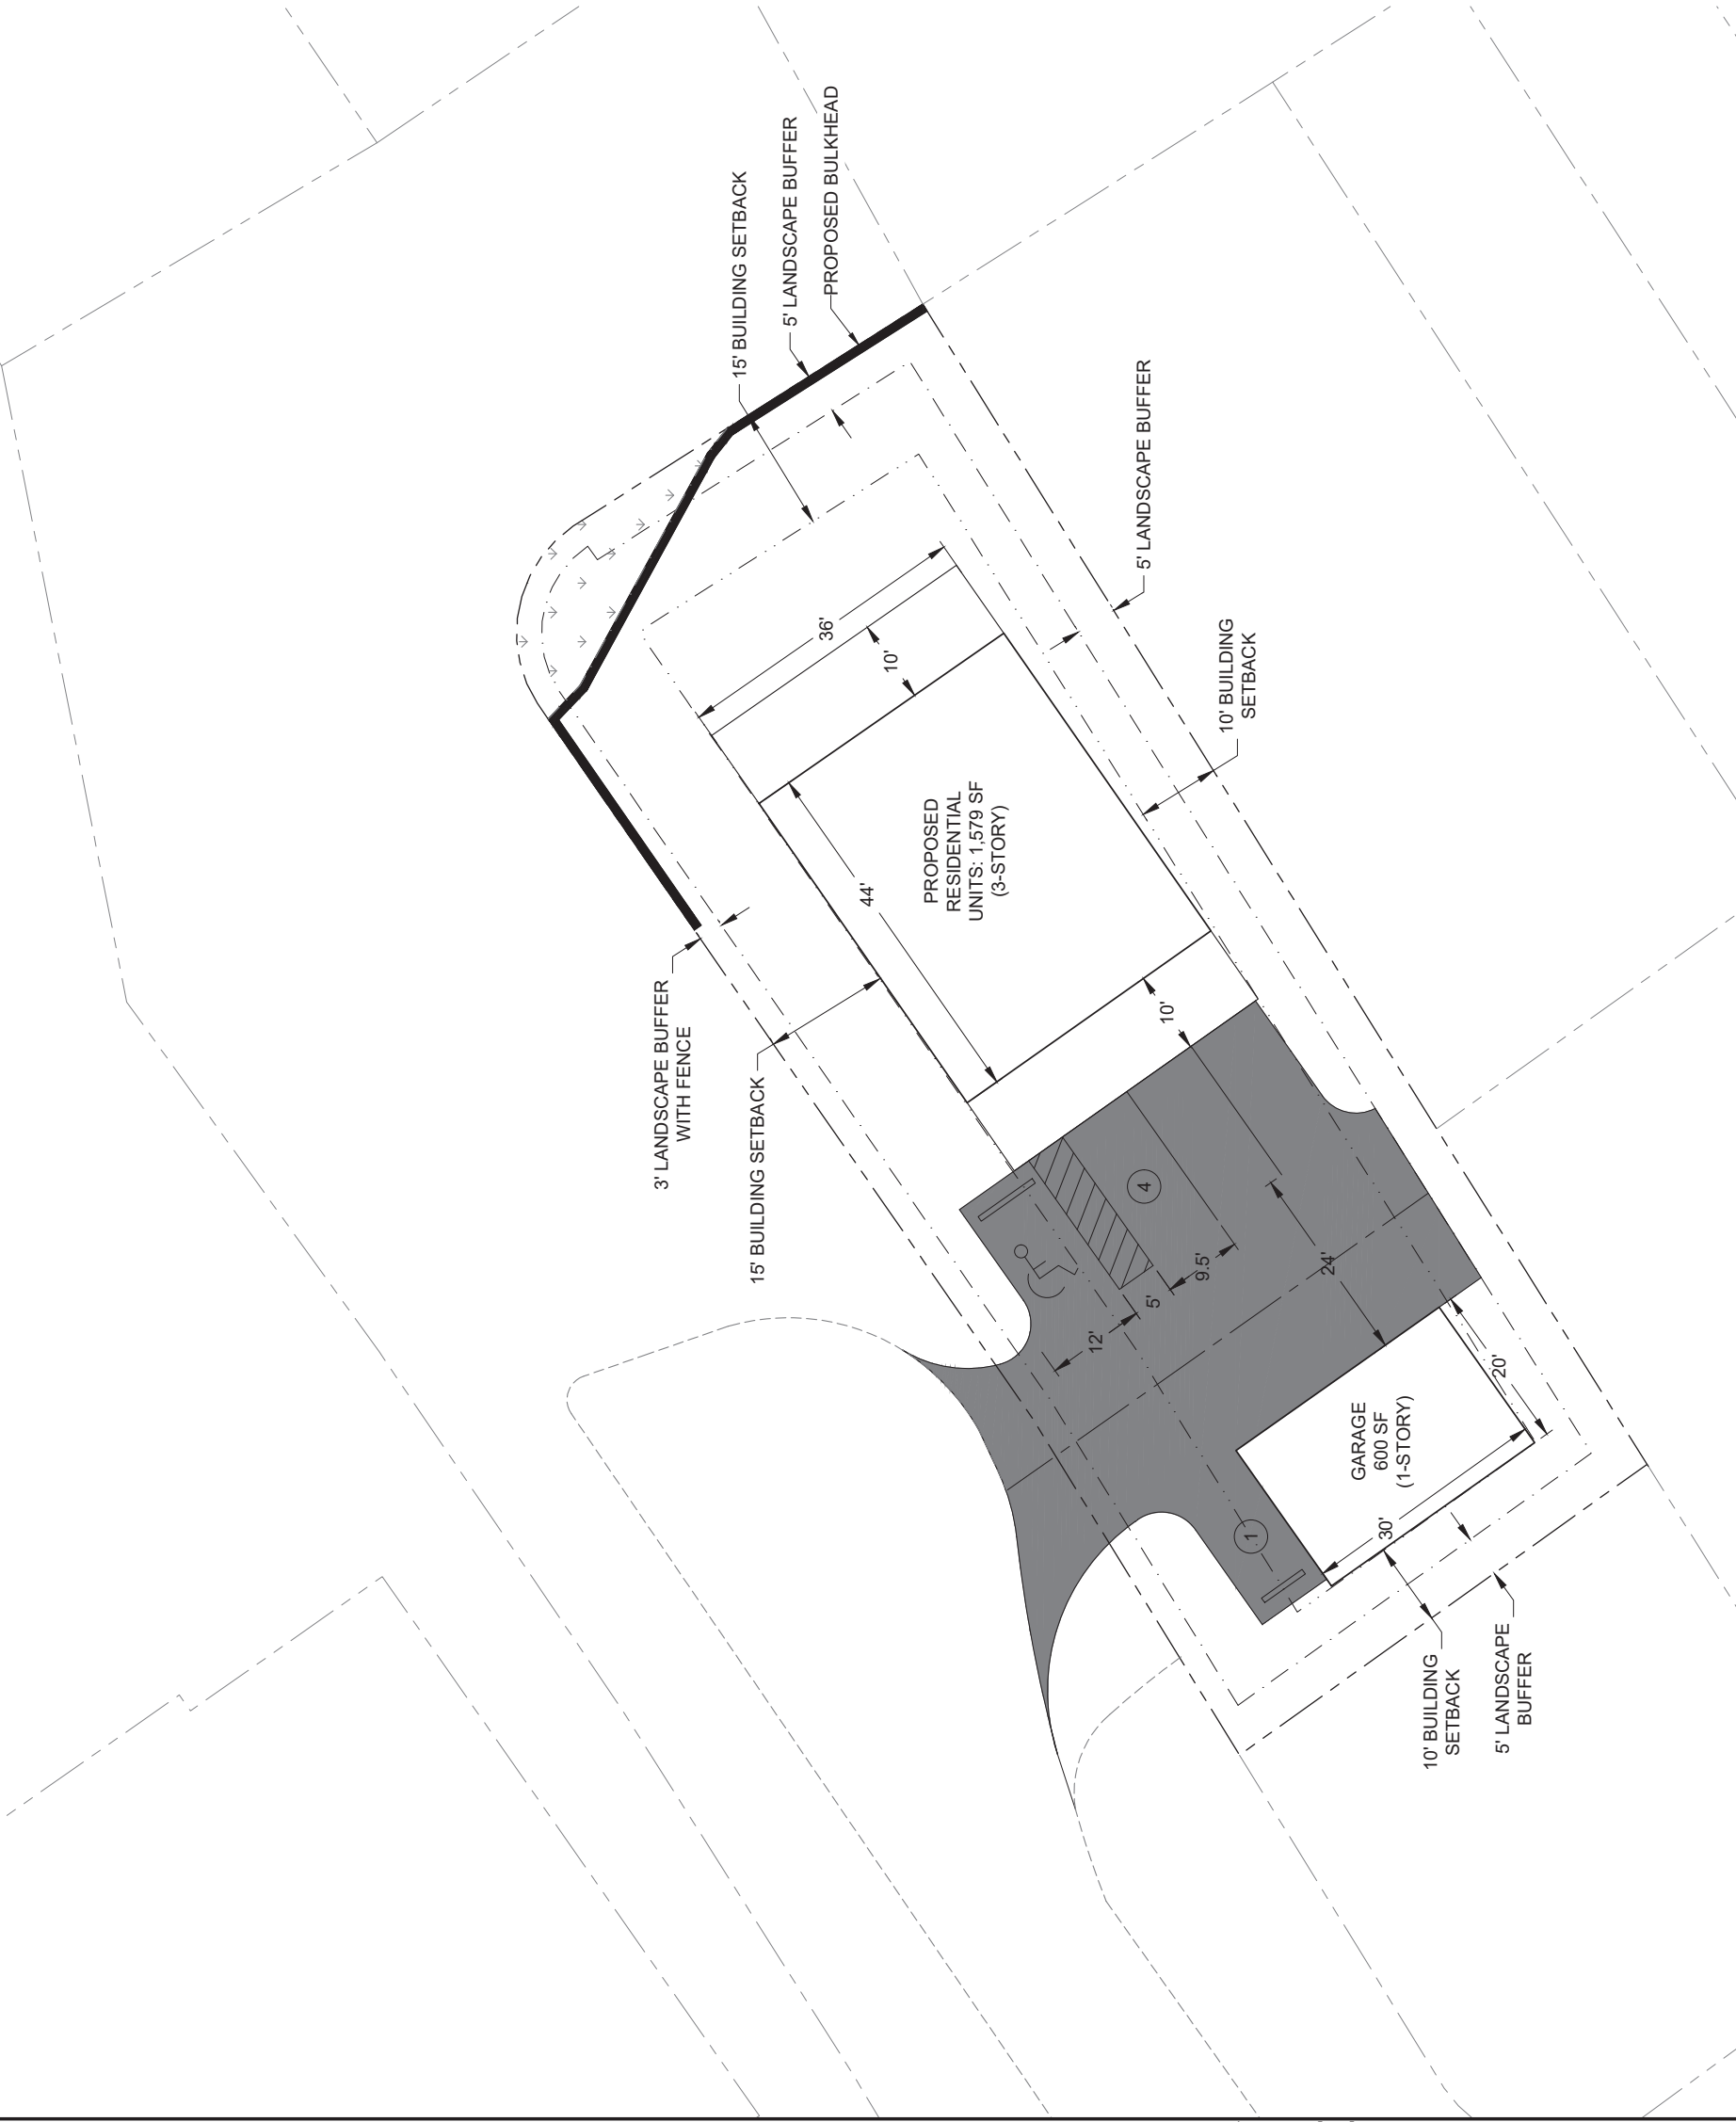 15' BUILDING SETBACK
5' LANDSCAPE BUFFER
PROPOSED BULKHEAD
5' LANDSCAPE BUFFER
10' BUILDING
SETBACK
36'
10'
44'
PROPOSED
RESIDENTIAL
UNITS: 1,579 SF
(3-STORY)
3' LANDSCAPE BUFFER
WITH FENCE
15' BUILDING SETBACK
10'
4
9.5'
5'
12'
24'
20'
GARAGE
600 SF
(1-STORY)
30'
1
10' BUILDING
SETBACK
5' LANDSCAPE
BUFFER